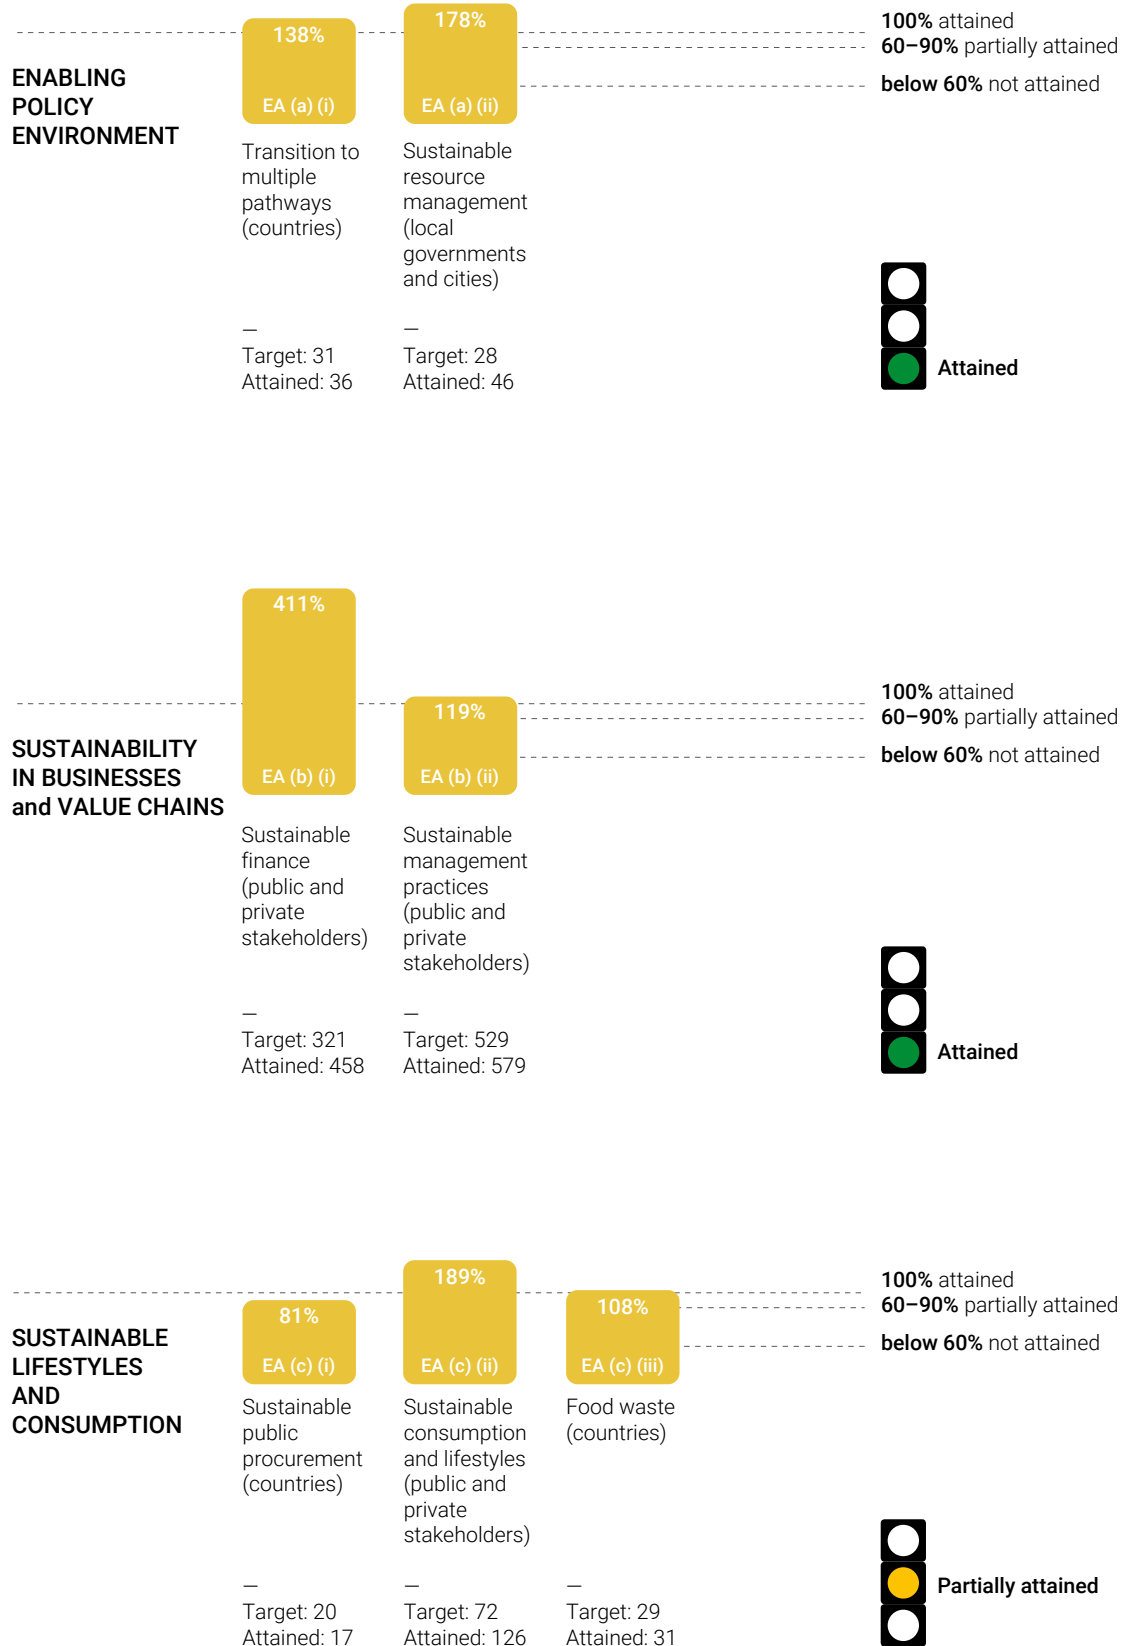 138%
178%
100% attained
60–90% partially attained
below 60% not attained
ENABLING
POLICY
ENVIRONMENT
EA (a) (i)
EA (a) (ii)
Transition to
multiple
pathways
(countries)
Sustainable
resource
management
(local
governments
and cities)
—
Target: 31
Attained: 36
—
Target: 28
Attained: 46
Attained
411%
119%
100% attained
60–90% partially attained
below 60% not attained
SUSTAINABILITY
IN BUSINESSES
and VALUE CHAINS
EA (b) (i)
EA (b) (ii)
Sustainable
finance
(public and
private
stakeholders)
Sustainable
management
practices
(public and
private
stakeholders)
—
Target: 321
Attained: 458
—
Target: 529
Attained: 579
Attained
81%
189%
108%
100% attained
60–90% partially attained
below 60% not attained
SUSTAINABLE
LIFESTYLES
AND
CONSUMPTION
EA (c) (i)
EA (c) (ii)
EA (c) (iii)
Sustainable
public
procurement
(countries)
Sustainable
consumption
and lifestyles
(public and
private
stakeholders)
Food waste
(countries)
—
Target: 20
Attained: 17
—
Target: 72
Attained: 126
—
Target: 29
Attained: 31
Partially attained